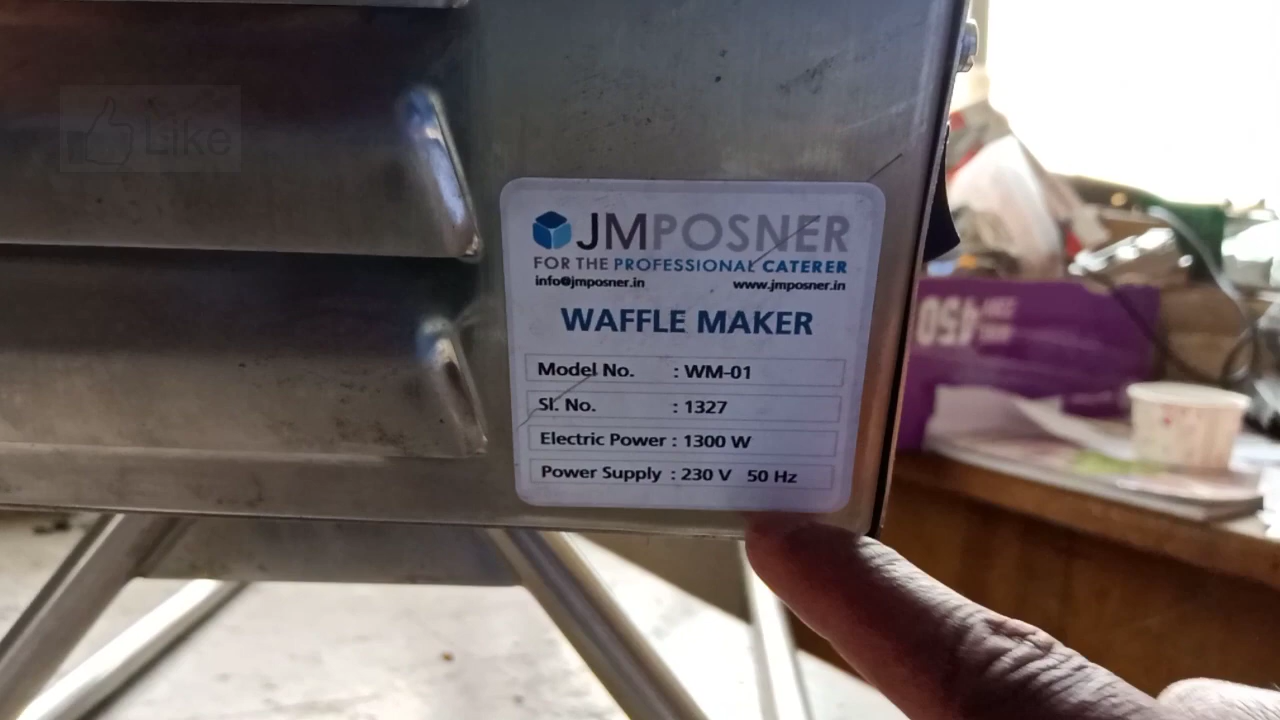 Like
JMPOSNER
FOR THE PROFESSIONAL CATERER
info@jmposner.in www.jmposner.in
WAFFLE MAKER
Model No. : WM-01
Sl. No. : 1327
Electric Power : 1300 W
Power Supply : 230 V 50 Hz
450